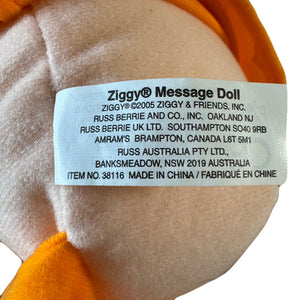 Ziggy® Message Doll
ZIGGY®©2005 ZIGGY & FRIENDS, INC.
RUSS BERRIE AND CO., INC. OAKLAND NJ
RUSS BERRIE UK LTD. SOUTHAMPTON SO40 9RB
AMRAM'S BRAMPTON, CANADA L6T 5M1
RUSS AUSTRALIA PTY LTD.,
BANKSMEADOW, NSW 2019 AUSTRALIA
ITEM NO. 38116 MADE IN CHINA / FABRIQUÉ EN CHINE